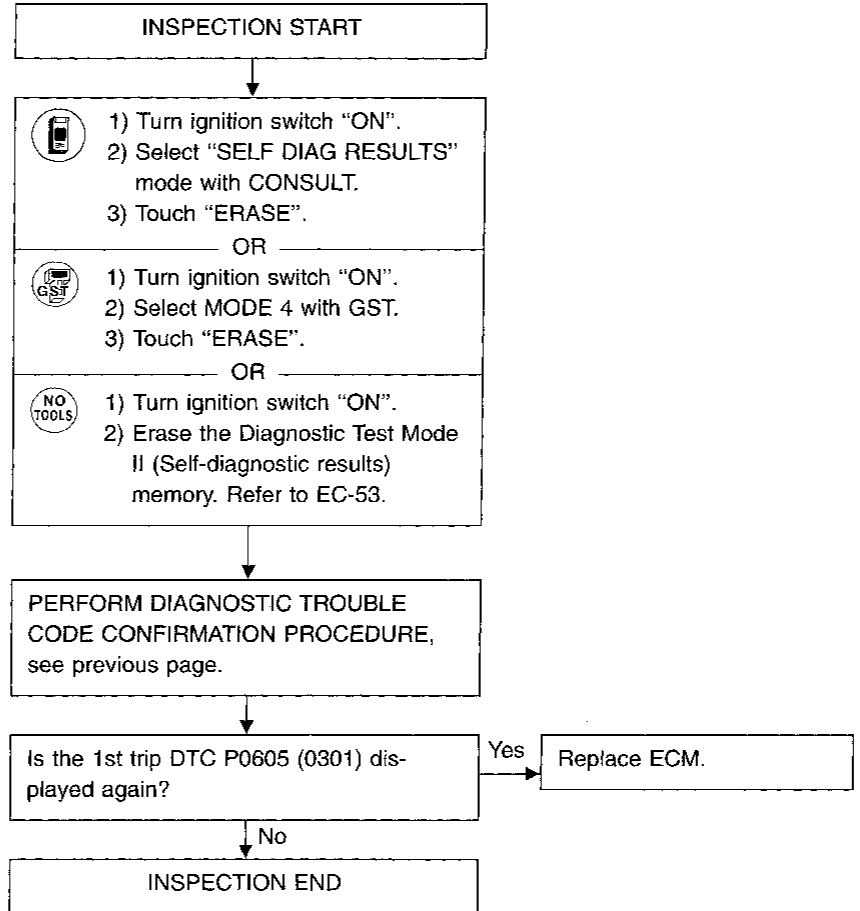 INSPECTION START
1) Turn ignition switch “ON”.
2) Select “SELF DIAG RESULTS”
mode with CONSULT.
3) Touch “ERASE”.
OR
GST
1) Turn ignition switch “ON”.
2) Select MODE 4 with GST.
3) Touch “ERASE”.
OR
NO
TOOLS
1) Turn ignition switch “ON”.
2) Erase the Diagnostic Test Mode
II (Self-diagnostic results)
memory. Refer to EC-53.
PERFORM DIAGNOSTIC TROUBLE
CODE CONFIRMATION PROCEDURE,
see previous page.
Is the 1st trip DTC P0605 (0301) dis-
played again?
Yes
Replace ECM.
No
INSPECTION END